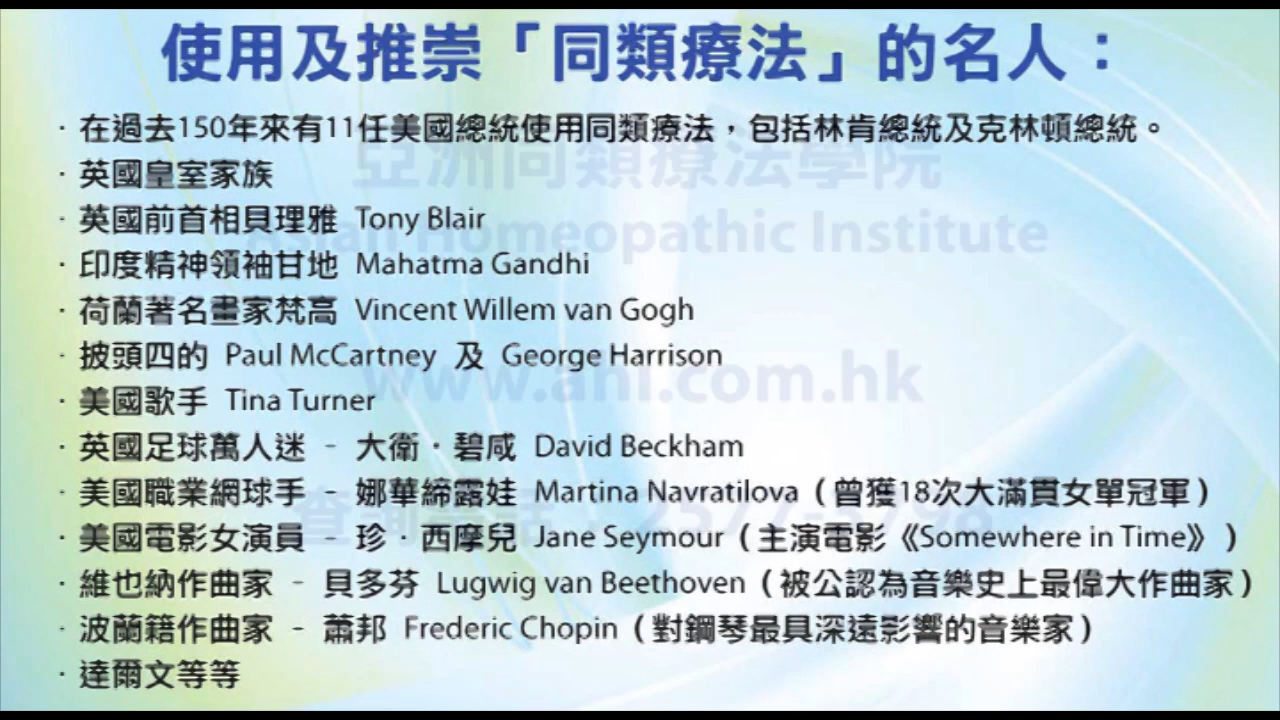 使用及推崇「同類療法」的名人：
· 在過去150年來有11任美國總統使用同類療法，包括林肯總統及克林頓總統。
亞洲同類療法學院
· 英國皇室家族
· 英國前首相貝理雅 Tony Blair
Asian Homeopathic Institute
· 印度精神領袖甘地 Mahatma Gandhi
· 荷蘭著名畫家梵高 Vincent Willem van Gogh
· 披頭四的 Paul McCartney 及 George Harrison
www.ahi.com.hk
· 美國歌手 Tina Turner
· 英國足球萬人迷 - 大衛·碧咸 David Beckham
· 美國職業網球手 - 娜華締露娃 Martina Navratilova（曾獲18次大滿貫女單冠軍）
· 美國電影女演員 - 珍·西摩兒 Jane Seymour（主演電影《Somewhere in Time》）
· 維也納作曲家 - 貝多芬 Lugwig van Beethoven（被公認為音樂史上最偉大作曲家）
· 波蘭籍作曲家 - 蕭邦 Frederic Chopin（對鋼琴最具深遠影響的音樂家）
· 達爾文等等